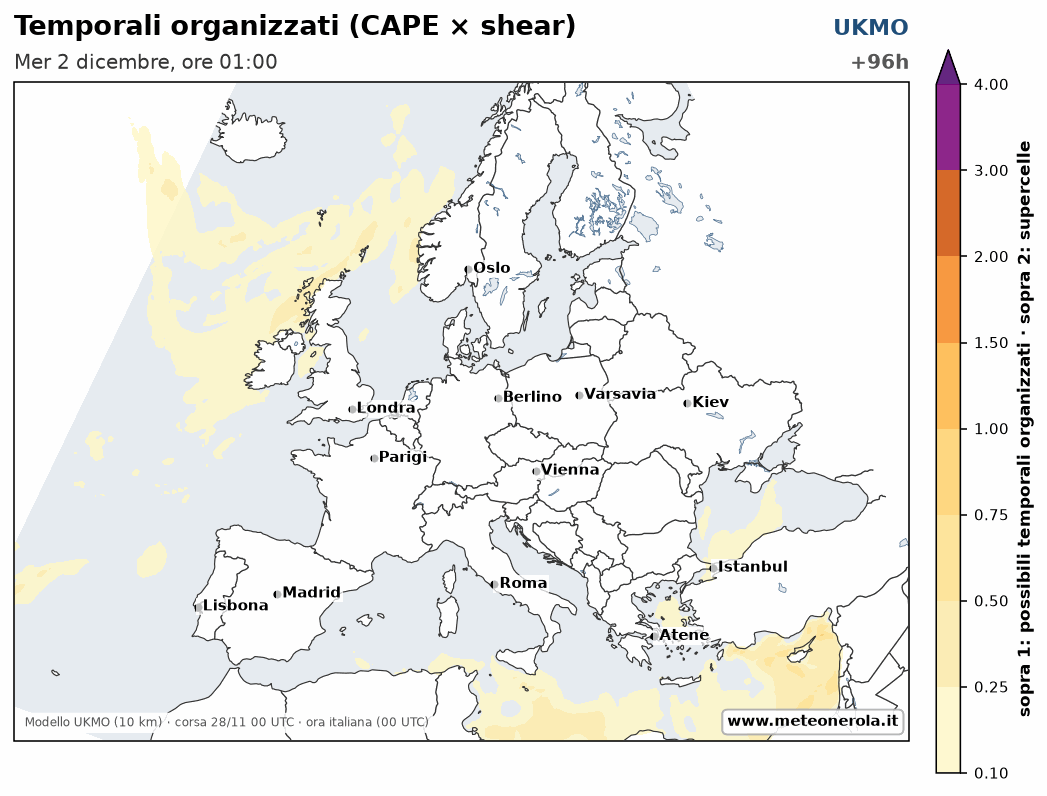 Temporali organizzati (CAPE × shear)
UKMO
Mer 2 dicembre, ore 01:00
+96h
Oslo
Londra
Berlino
Varsavia
Kiev
Parigi
Vienna
Istanbul
Roma
Madrid
Lisbona
Atene
Modello UKMO (10 km) · corsa 28/11 00 UTC · ora italiana (00 UTC)
www.meteonerola.it
4.00
3.00
2.00
1.50
1.00
0.75
0.50
0.25
0.10
sopra 1: possibili temporali organizzati · sopra 2: supercelle